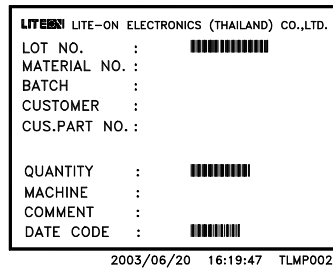 LITEON LITE-ON ELECTRONICS (THAILAND) CO.,LTD.
LOT NO. :
MATERIAL NO. :
BATCH :
CUSTOMER :
CUS.PART NO. :
QUANTITY :
MACHINE :
COMMENT :
DATE CODE :
2003/06/20 16:19:47 TLMP002